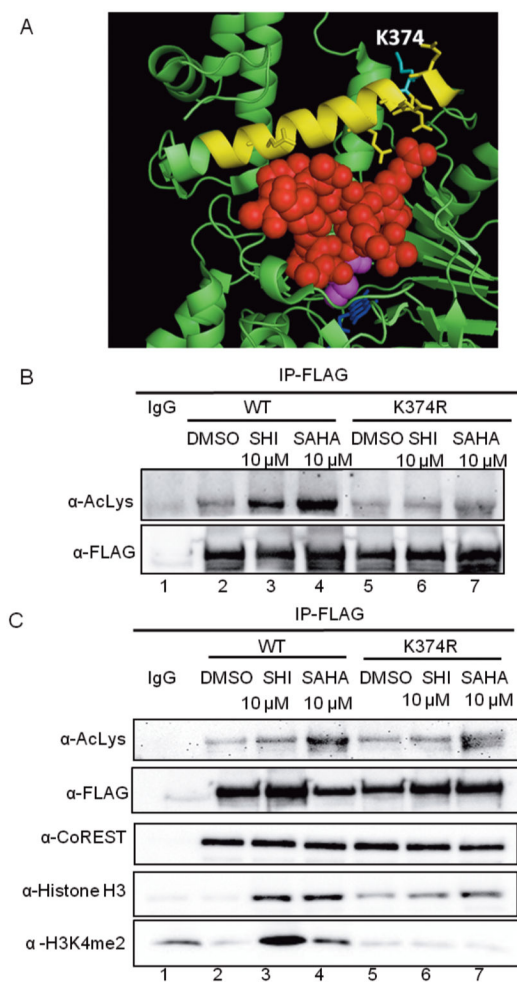 A
K374
B
IP-FLAG
IgG WT K374R
DMSO SHI SAHA DMSO SHI SAHA
10 µM 10 µM 10 µM 10 µM
α-AcLys
α-FLAG
1 2 3 4 5 6 7
C
IP-FLAG
WT K374R
IgG DMSO SHI SAHA DMSO SHI SAHA
10 µM 10 µM 10 µM 10 µM
α-AcLys
α-FLAG
α-CoREST
α-Histone H3
α -H3K4me2
1 2 3 4 5 6 7